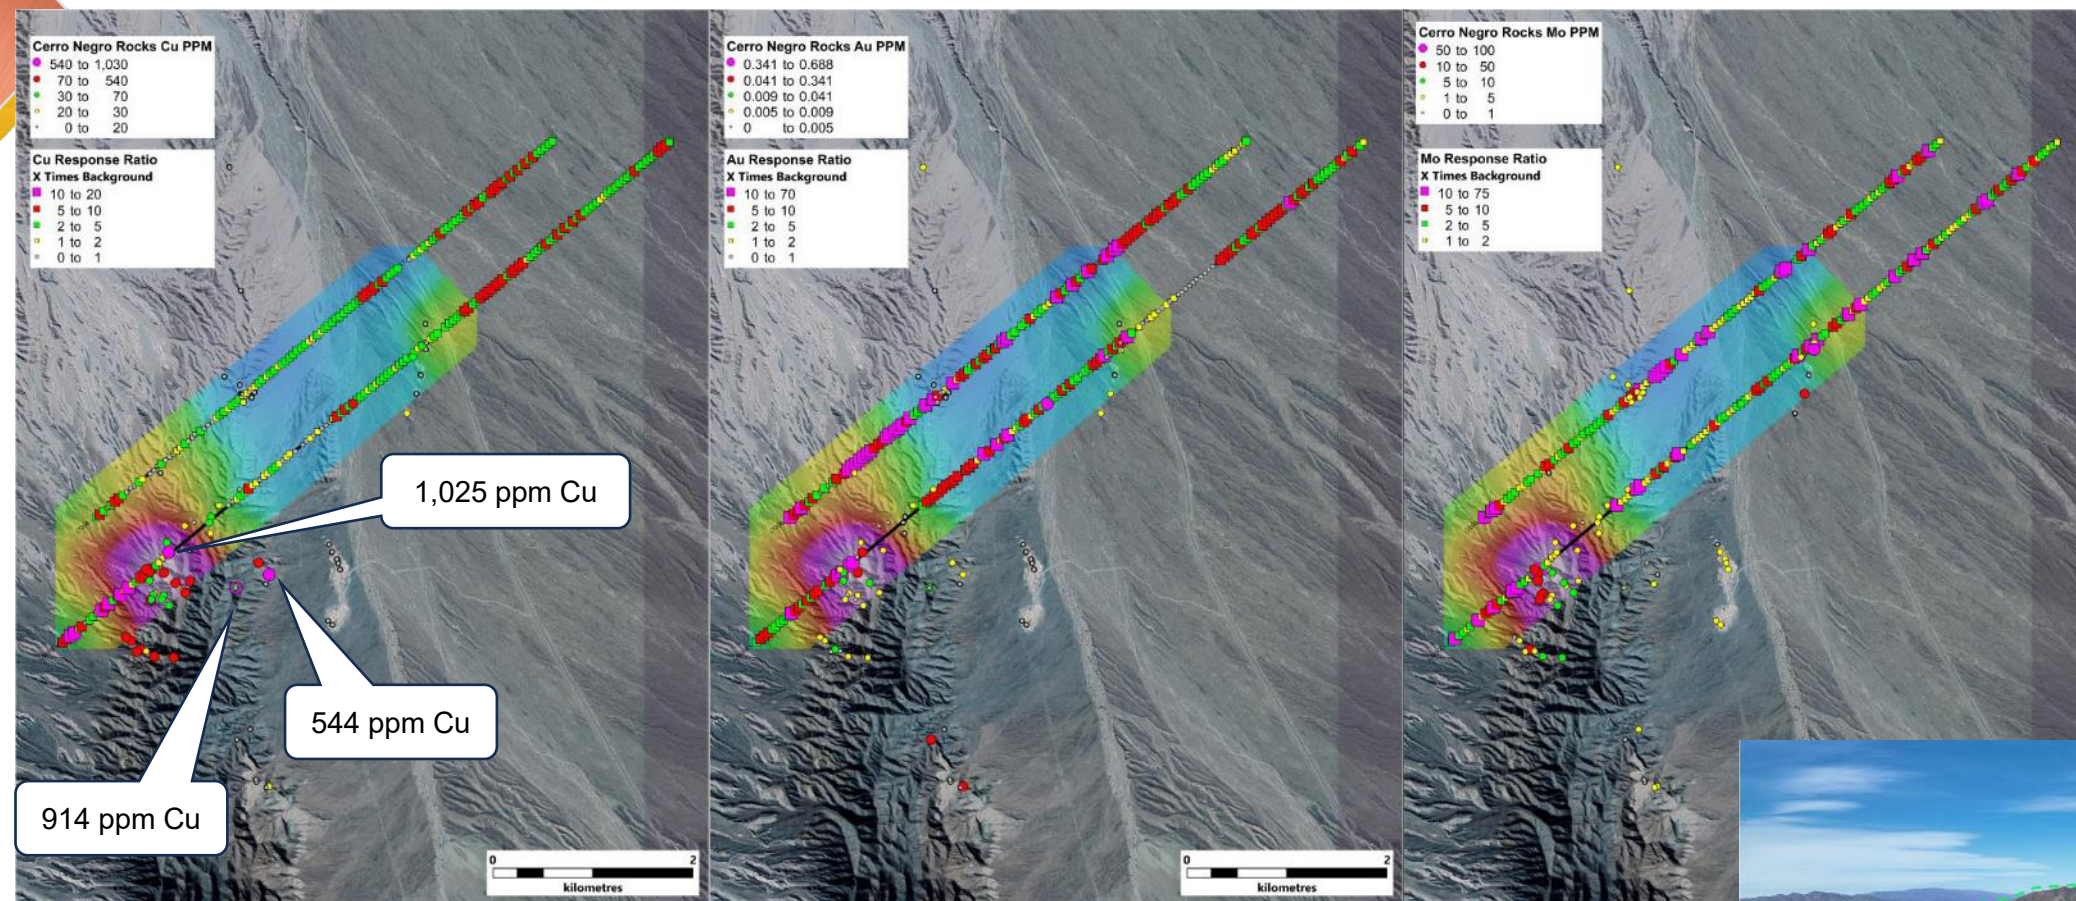 Cerro Negro Rocks Cu PPM
540 to 1,030
70 to 540
30 to 70
20 to 30
0 to 20
Cu Response Ratio
X Times Background
10 to 20
5 to 10
2 to 5
1 to 2
0 to 1
1,025 ppm Cu
544 ppm Cu
914 ppm Cu
0 2
kilometres
Cerro Negro Rocks Au PPM
0.341 to 0.688
0.041 to 0.341
0.009 to 0.041
0.005 to 0.009
0 to 0.005
Au Response Ratio
X Times Background
10 to 70
5 to 10
2 to 5
1 to 2
0 to 1
0 2
kilometres
Cerro Negro Rocks Mo PPM
50 to 100
10 to 50
5 to 10
1 to 5
0 to 1
Mo Response Ratio
X Times Background
10 to 75
5 to 10
2 to 5
1 to 2